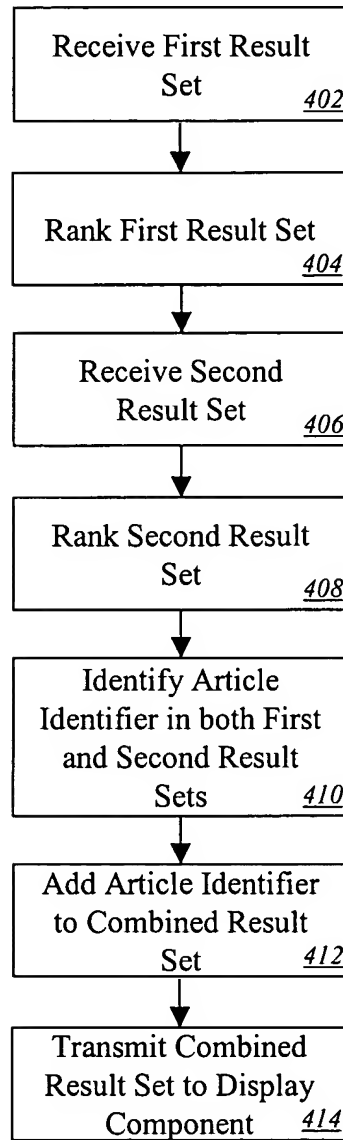 Receive First Result
Set
402
Rank First Result Set
404
Receive Second
Result Set
406
Rank Second Result
Set
408
Identify Article
Identifier in both First
and Second Result
Sets
410
Add Article Identifier
to Combined Result
Set
412
Transmit Combined
Result Set to Display
Component
414